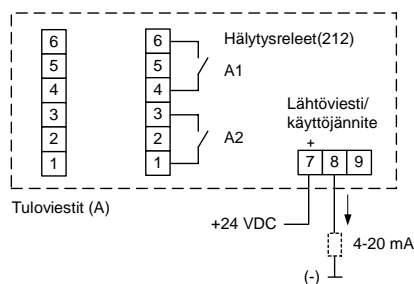 6 6 Hälytysreleet(212)
5 5
A1
4 4
3 3 Lähtöviesti/
käyttöjännite
2 2 A2
+
1 1 7 8 9
Tuloviestit (A)
+24 VDC
4-20 mA
(-)